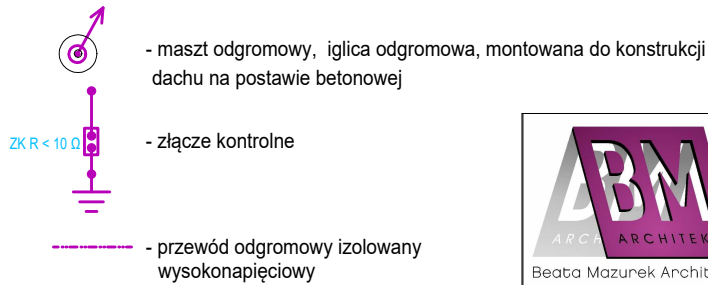 - maszt odgromowy, iglica odgromowa, montowana do konstrukcji
dachu na postawie betonowej
ZK R < 10 Ω
- złącze kontrolne
- przewód odgromowy izolowany
wysokonapięciowy
BM
ARCHITEK
Beata Mazurek Archit